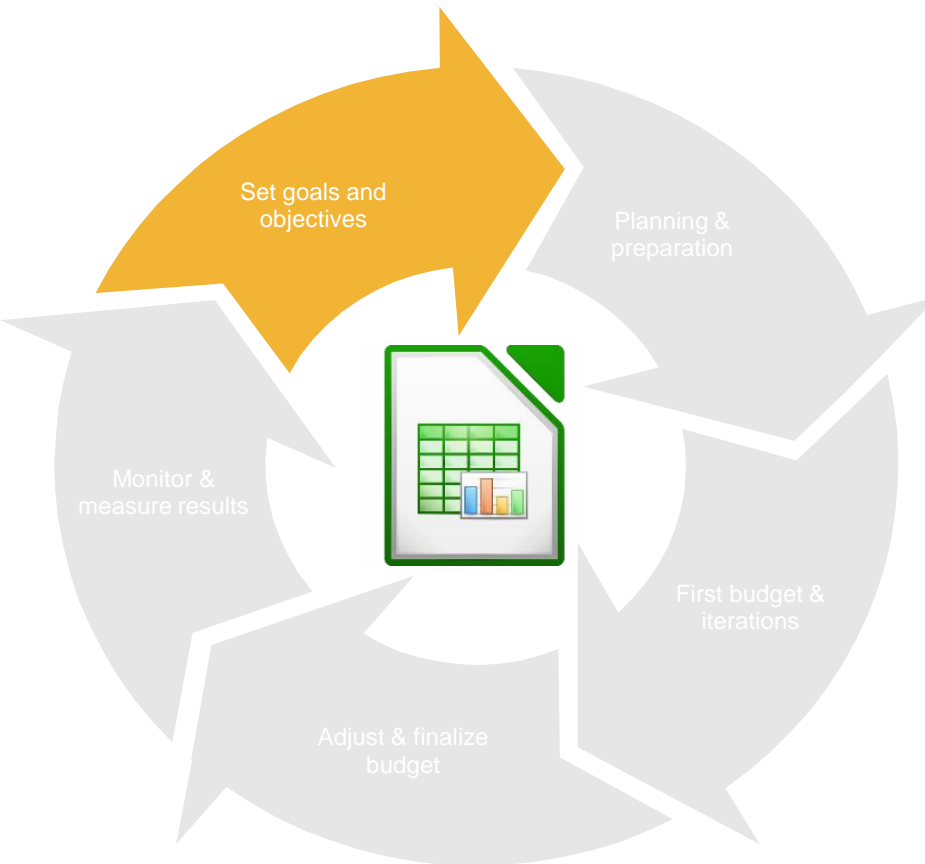 Set goals and
objectives
Planning &
preparation
First budget &
iterations
Adjust & finalize
budget
Monitor &
measure results